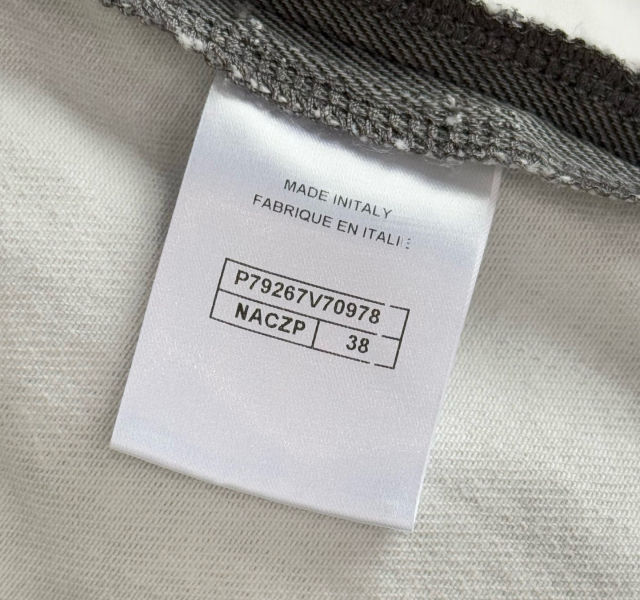 MADE INITALY
FABRIQUE EN ITALIE
P79267V70978
NACZP 38